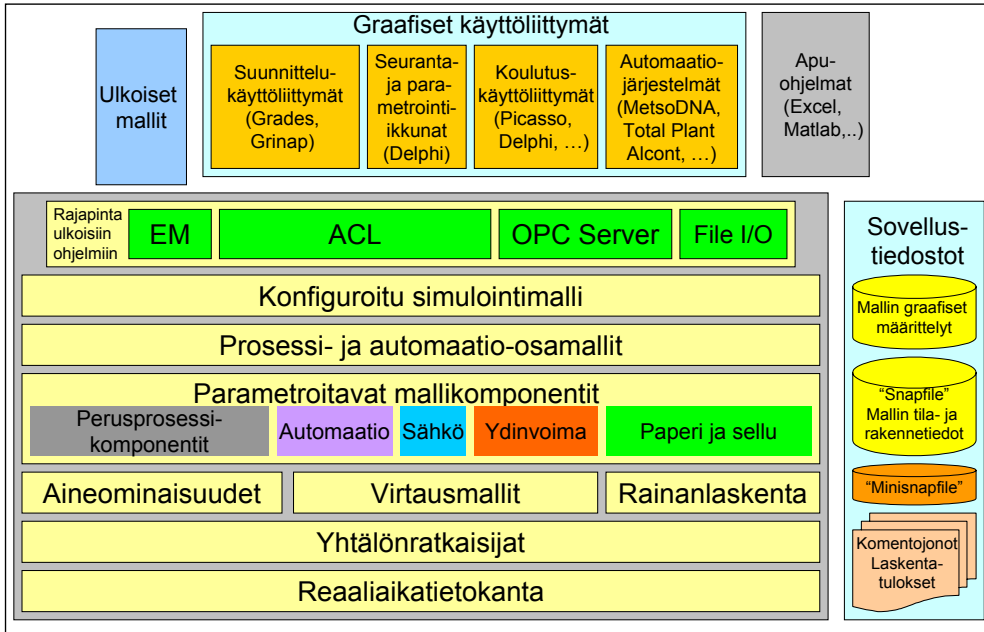 Graafiset käyttöliittymät
Ulkoiset
mallit
Suunnittelu-
käyttöliittymät
(Grades,
Grinap)
Seuranta-
ja para-
metrointi-
ikkunat
(Delphi)
Koulutus-
käyttöliittymät
(Picasso,
Delphi, …)
Automaatio-
järjestelmät
(MetsoDNA,
Total Plant
Alcont, …)
Apu-
ohjelmat
(Excel,
Matlab,..)
Rajapinta
ulkoisiin
ohjelmiin
EM
ACL
OPC Server
File I/O
Konfiguroitu simulointimalli
Prosessi- ja automaatio-osamallit
Parametroitavat mallikomponentit
Perusprosessi-
komponentit
Automaatio
Sähkö
Ydinvoima
Paperi ja sellu
Aineominaisuudet
Virtausmallit
Rainanlaskenta
Yhtälönratkaisijat
Reaaliaikatietokanta
Sovellus-
tiedostot
Mallin graafiset
määrittelyt
“Snapfile”
Mallin tila- ja
rakennetiedot
“Minisnapfile”
Komentojonot
Laskenta-
tulokset